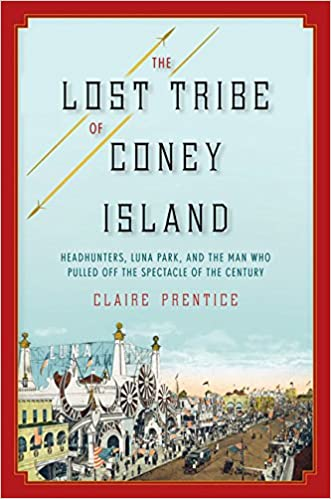 THE
LOST TRIBE
OF
CONEY
ISLAND
HEADHUNTERS, LUNA PARK, AND THE MAN WHO
PULLED OFF THE SPECTACLE OF THE CENTURY
CLAIRE PRENTICE